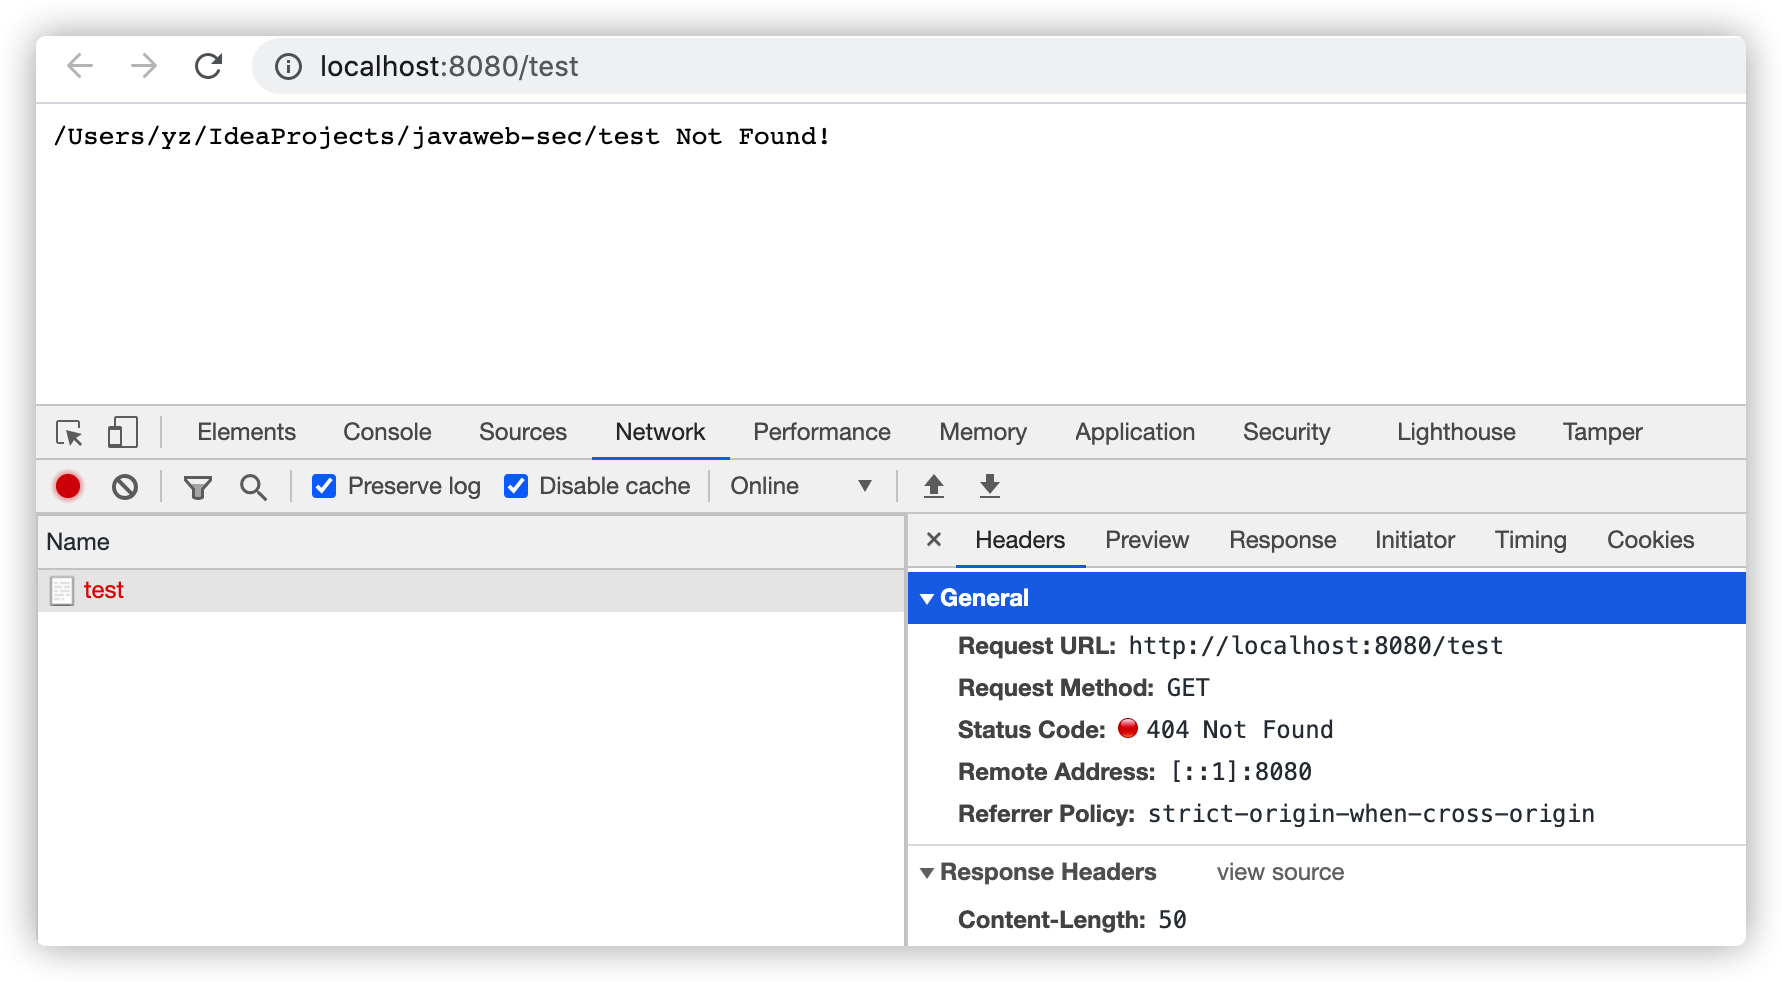 localhost:8080/test
/Users/yz/IdeaProjects/javaweb-sec/test Not Found!
Elements Console Sources Network Performance Memory Application Security Lighthouse Tamper
Preserve log Disable cache Online
Name
test
Headers Preview Response Initiator Timing Cookies
General
Request URL: http://localhost:8080/test
Request Method: GET
Status Code: 404 Not Found
Remote Address: [::1]:8080
Referrer Policy: strict-origin-when-cross-origin
Response Headers view source
Content-Length: 50